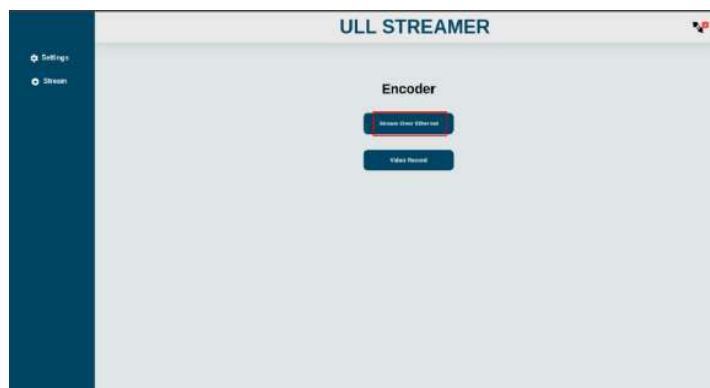 ULL STREAMER
Settings
Stream
Encoder
Stream Over Ethernet
Video Record